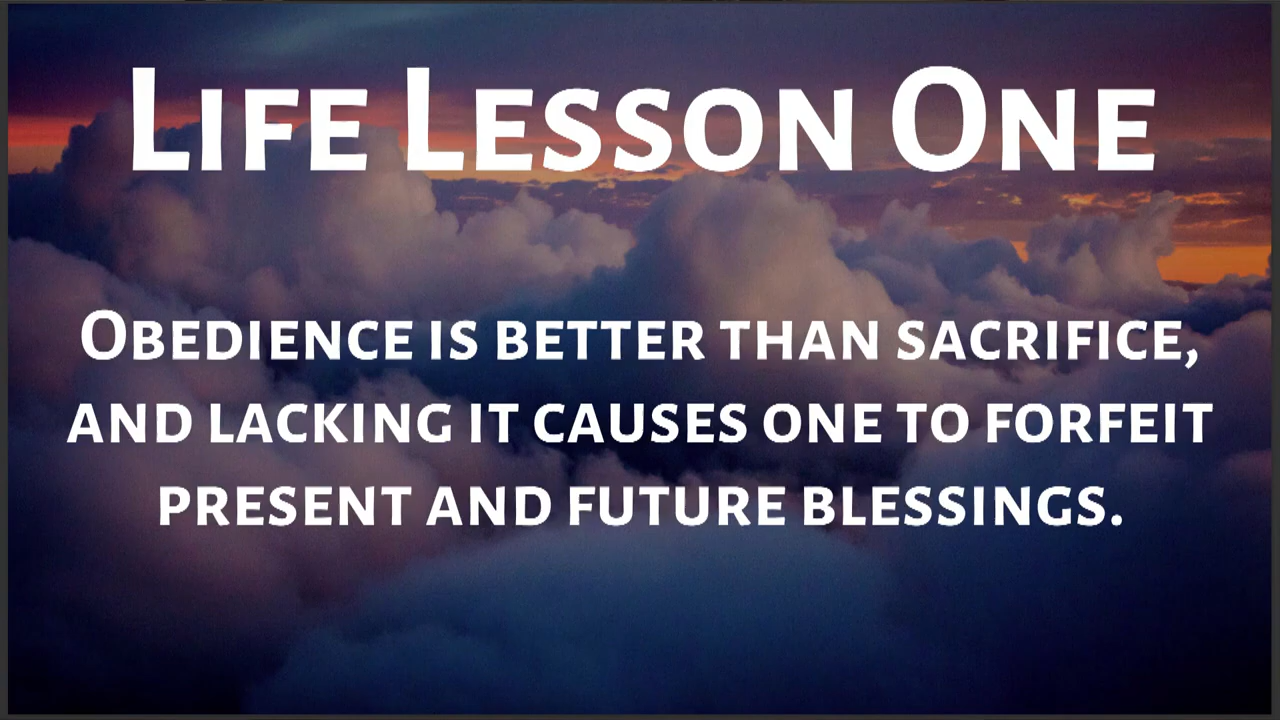 Life Lesson One
Obedience is better than sacrifice,
and lacking it causes one to forfeit
present and future blessings.